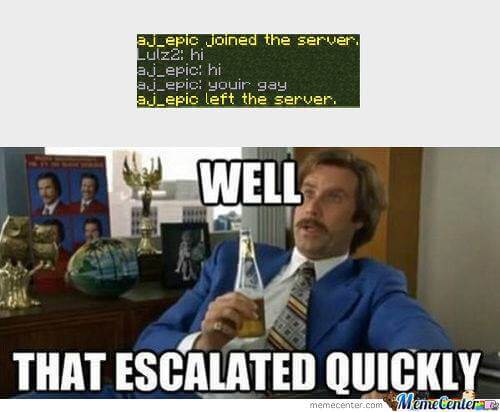 aj_epic joined the server.
Lulz2: hi
aj_epic: hi
aj_epic: youir gay
aj_epic left the server.
WELL
THAT ESCALATED QUICKLY
memecenter.com MemeCenter